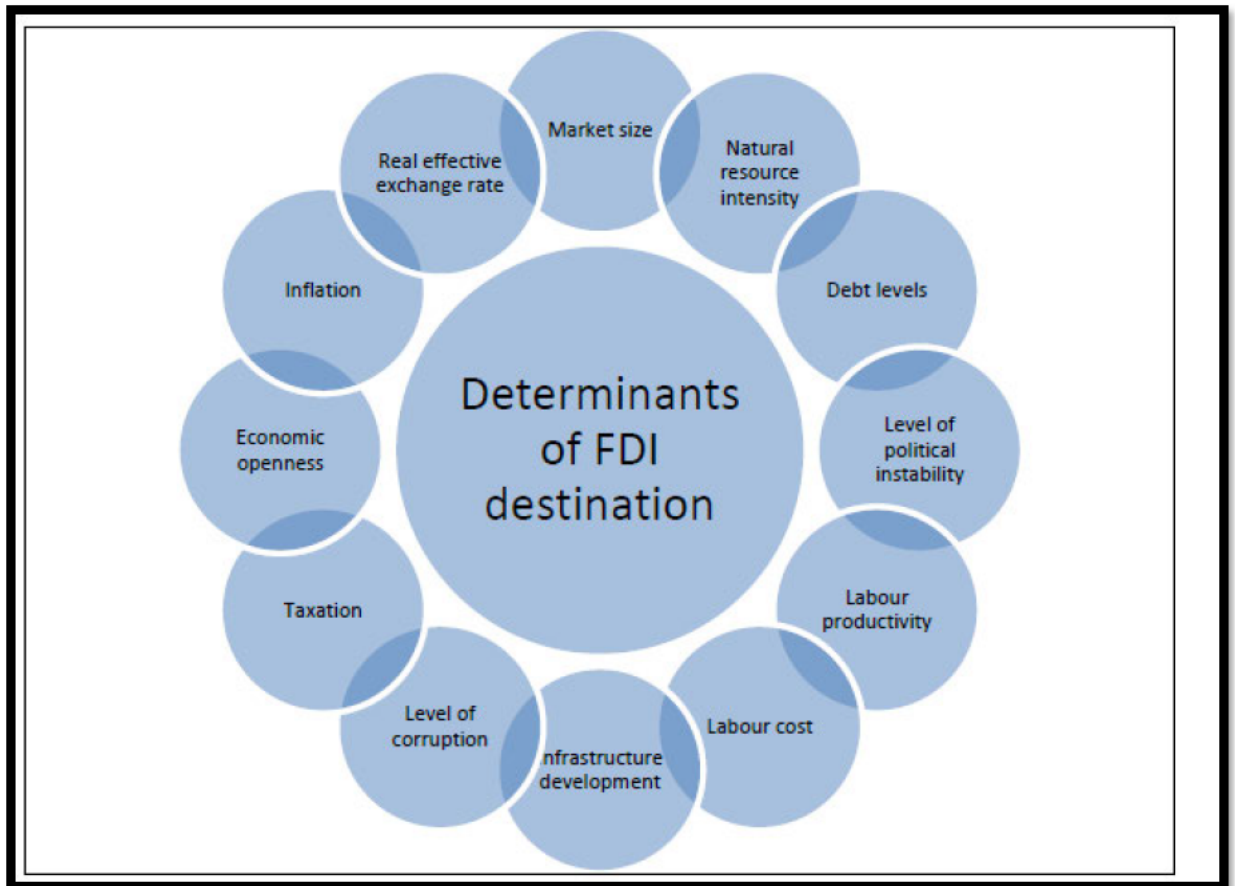 Market size
Natural
resource
intensity
Debt levels
Level of
political
instability
Labour
productivity
Labour cost
Infrastructure
development
Level of
corruption
Taxation
Economic
openness
Inflation
Real effective
exchange rate
Determinants
of FDI
destination